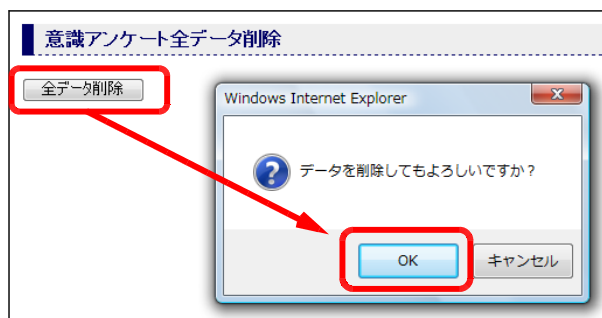 意識アンケート全データ削除
全データ削除
Windows Internet Explorer
データを削除してもよろしいですか？
OK
キャンセル